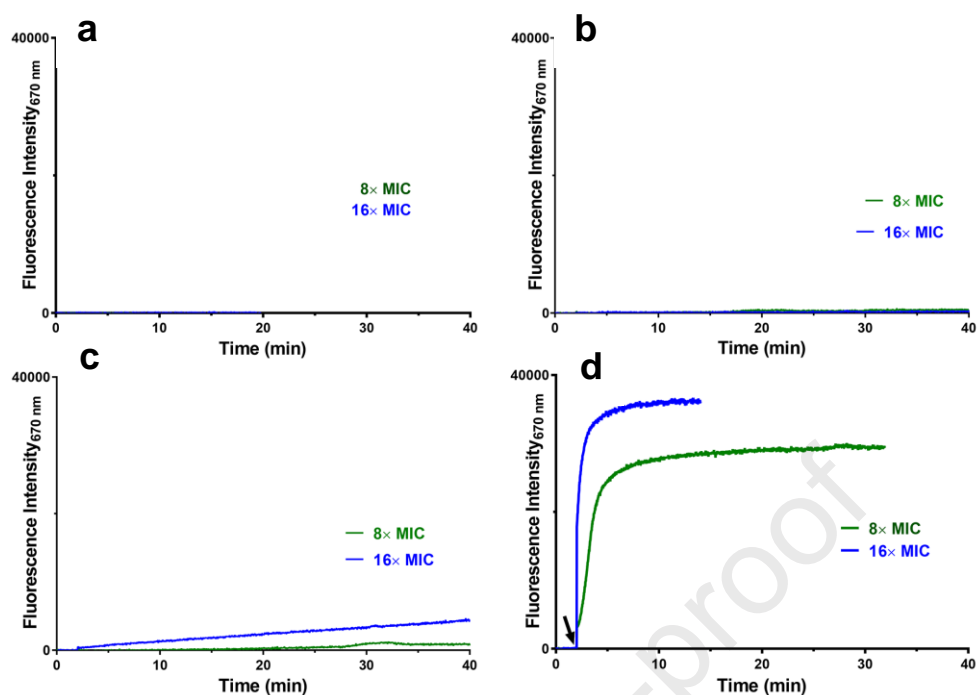 a
40000
Fluorescence Intensity670 nm
8× MIC
16× MIC
0
0 10 20 30 40
Time (min)
b
40000
Fluorescence Intensity670 nm
8× MIC
16× MIC
0
0 10 20 30 40
Time (min)
c
40000
Fluorescence Intensity670 nm
8× MIC
16× MIC
0
0 10 20 30 40
Time (min)
d
40000
Fluorescence Intensity670 nm
8× MIC
16× MIC
0
0 10 20 30 40
Time (min)
proof